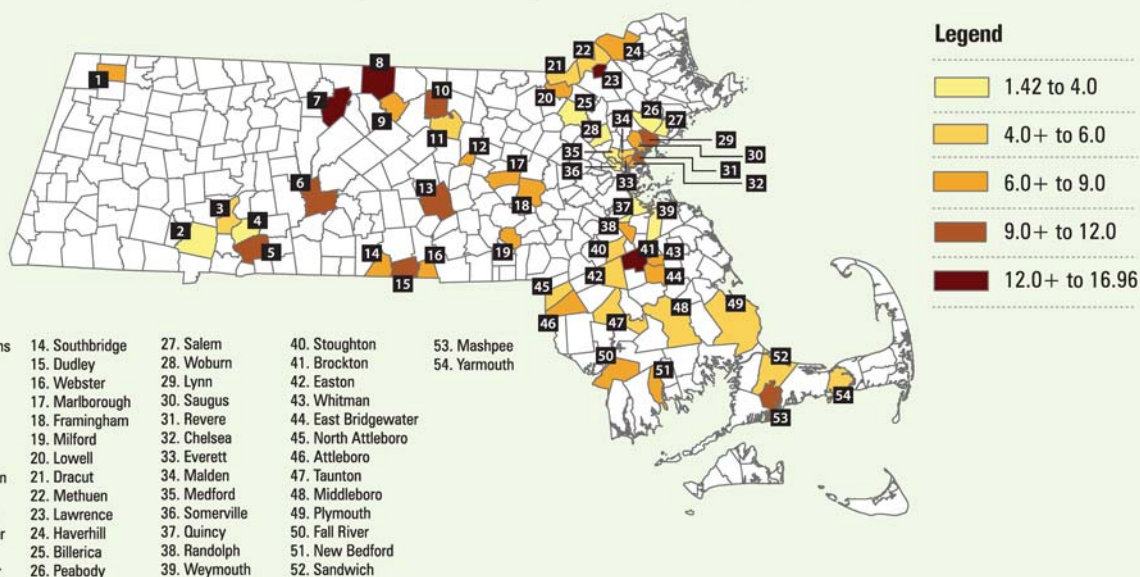 1
2
3
4
5
6
7
8
9
10
11
12
13
14
15
16
17
18
19
20
21
22
23
24
25
26
27
28
29
30
31
32
33
34
35
36
37
38
39
40
41
42
43
44
45
46
47
48
49
50
51
52
53
54
Legend
1.42 to 4.0
4.0+ to 6.0
6.0+ to 9.0
9.0+ to 12.0
12.0+ to 16.96
ns
n
r
14. Southbridge
15. Dudley
16. Webster
17. Marlborough
18. Framingham
19. Milford
20. Lowell
21. Dracut
22. Methuen
23. Lawrence
24. Haverhill
25. Billerica
26. Peabody
27. Salem
28. Woburn
29. Lynn
30. Saugus
31. Revere
32. Chelsea
33. Everett
34. Malden
35. Medford
36. Somerville
37. Quincy
38. Randolph
39. Weymouth
40. Stoughton
41. Brockton
42. Easton
43. Whitman
44. East Bridgewater
45. North Attleboro
46. Attleboro
47. Taunton
48. Middleboro
49. Plymouth
50. Fall River
51. New Bedford
52. Sandwich
53. Mashpee
54. Yarmouth